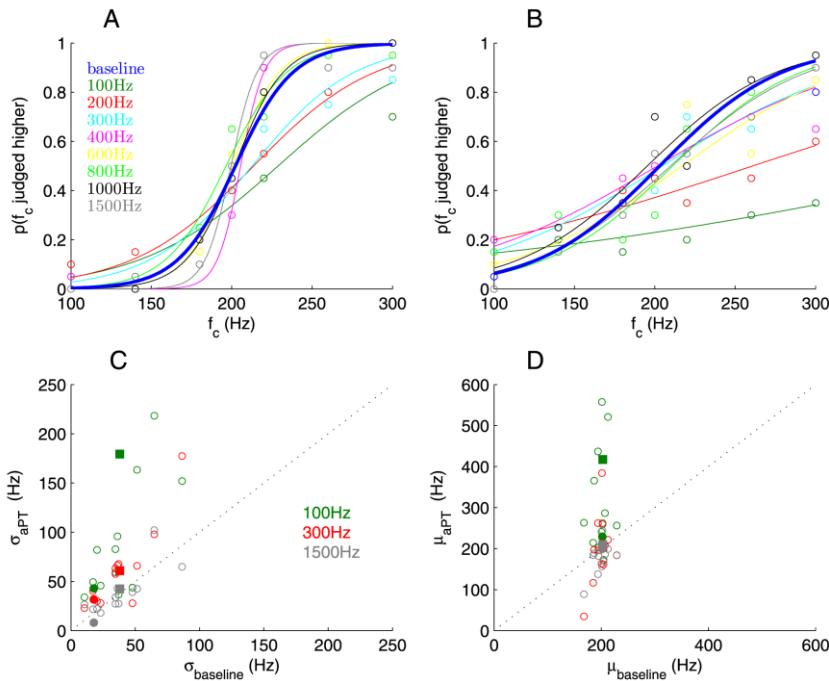 A
B
1
0.8
0.6
0.4
0.2
0
100
150
200
250
300
f_c (Hz)
p(f_c judged higher)
baseline
100Hz
200Hz
300Hz
400Hz
600Hz
800Hz
1000Hz
1500Hz
1
0.8
0.6
0.4
0.2
0
100
150
200
250
300
f_c (Hz)
p(f_c judged higher)
C
D
250
200
150
100
50
0
0
50
100
150
200
250
σ_baseline (Hz)
σ_aPT (Hz)
100Hz
300Hz
1500Hz
600
500
400
300
200
100
0
0
200
400
600
μ_baseline (Hz)
μ_aPT (Hz)